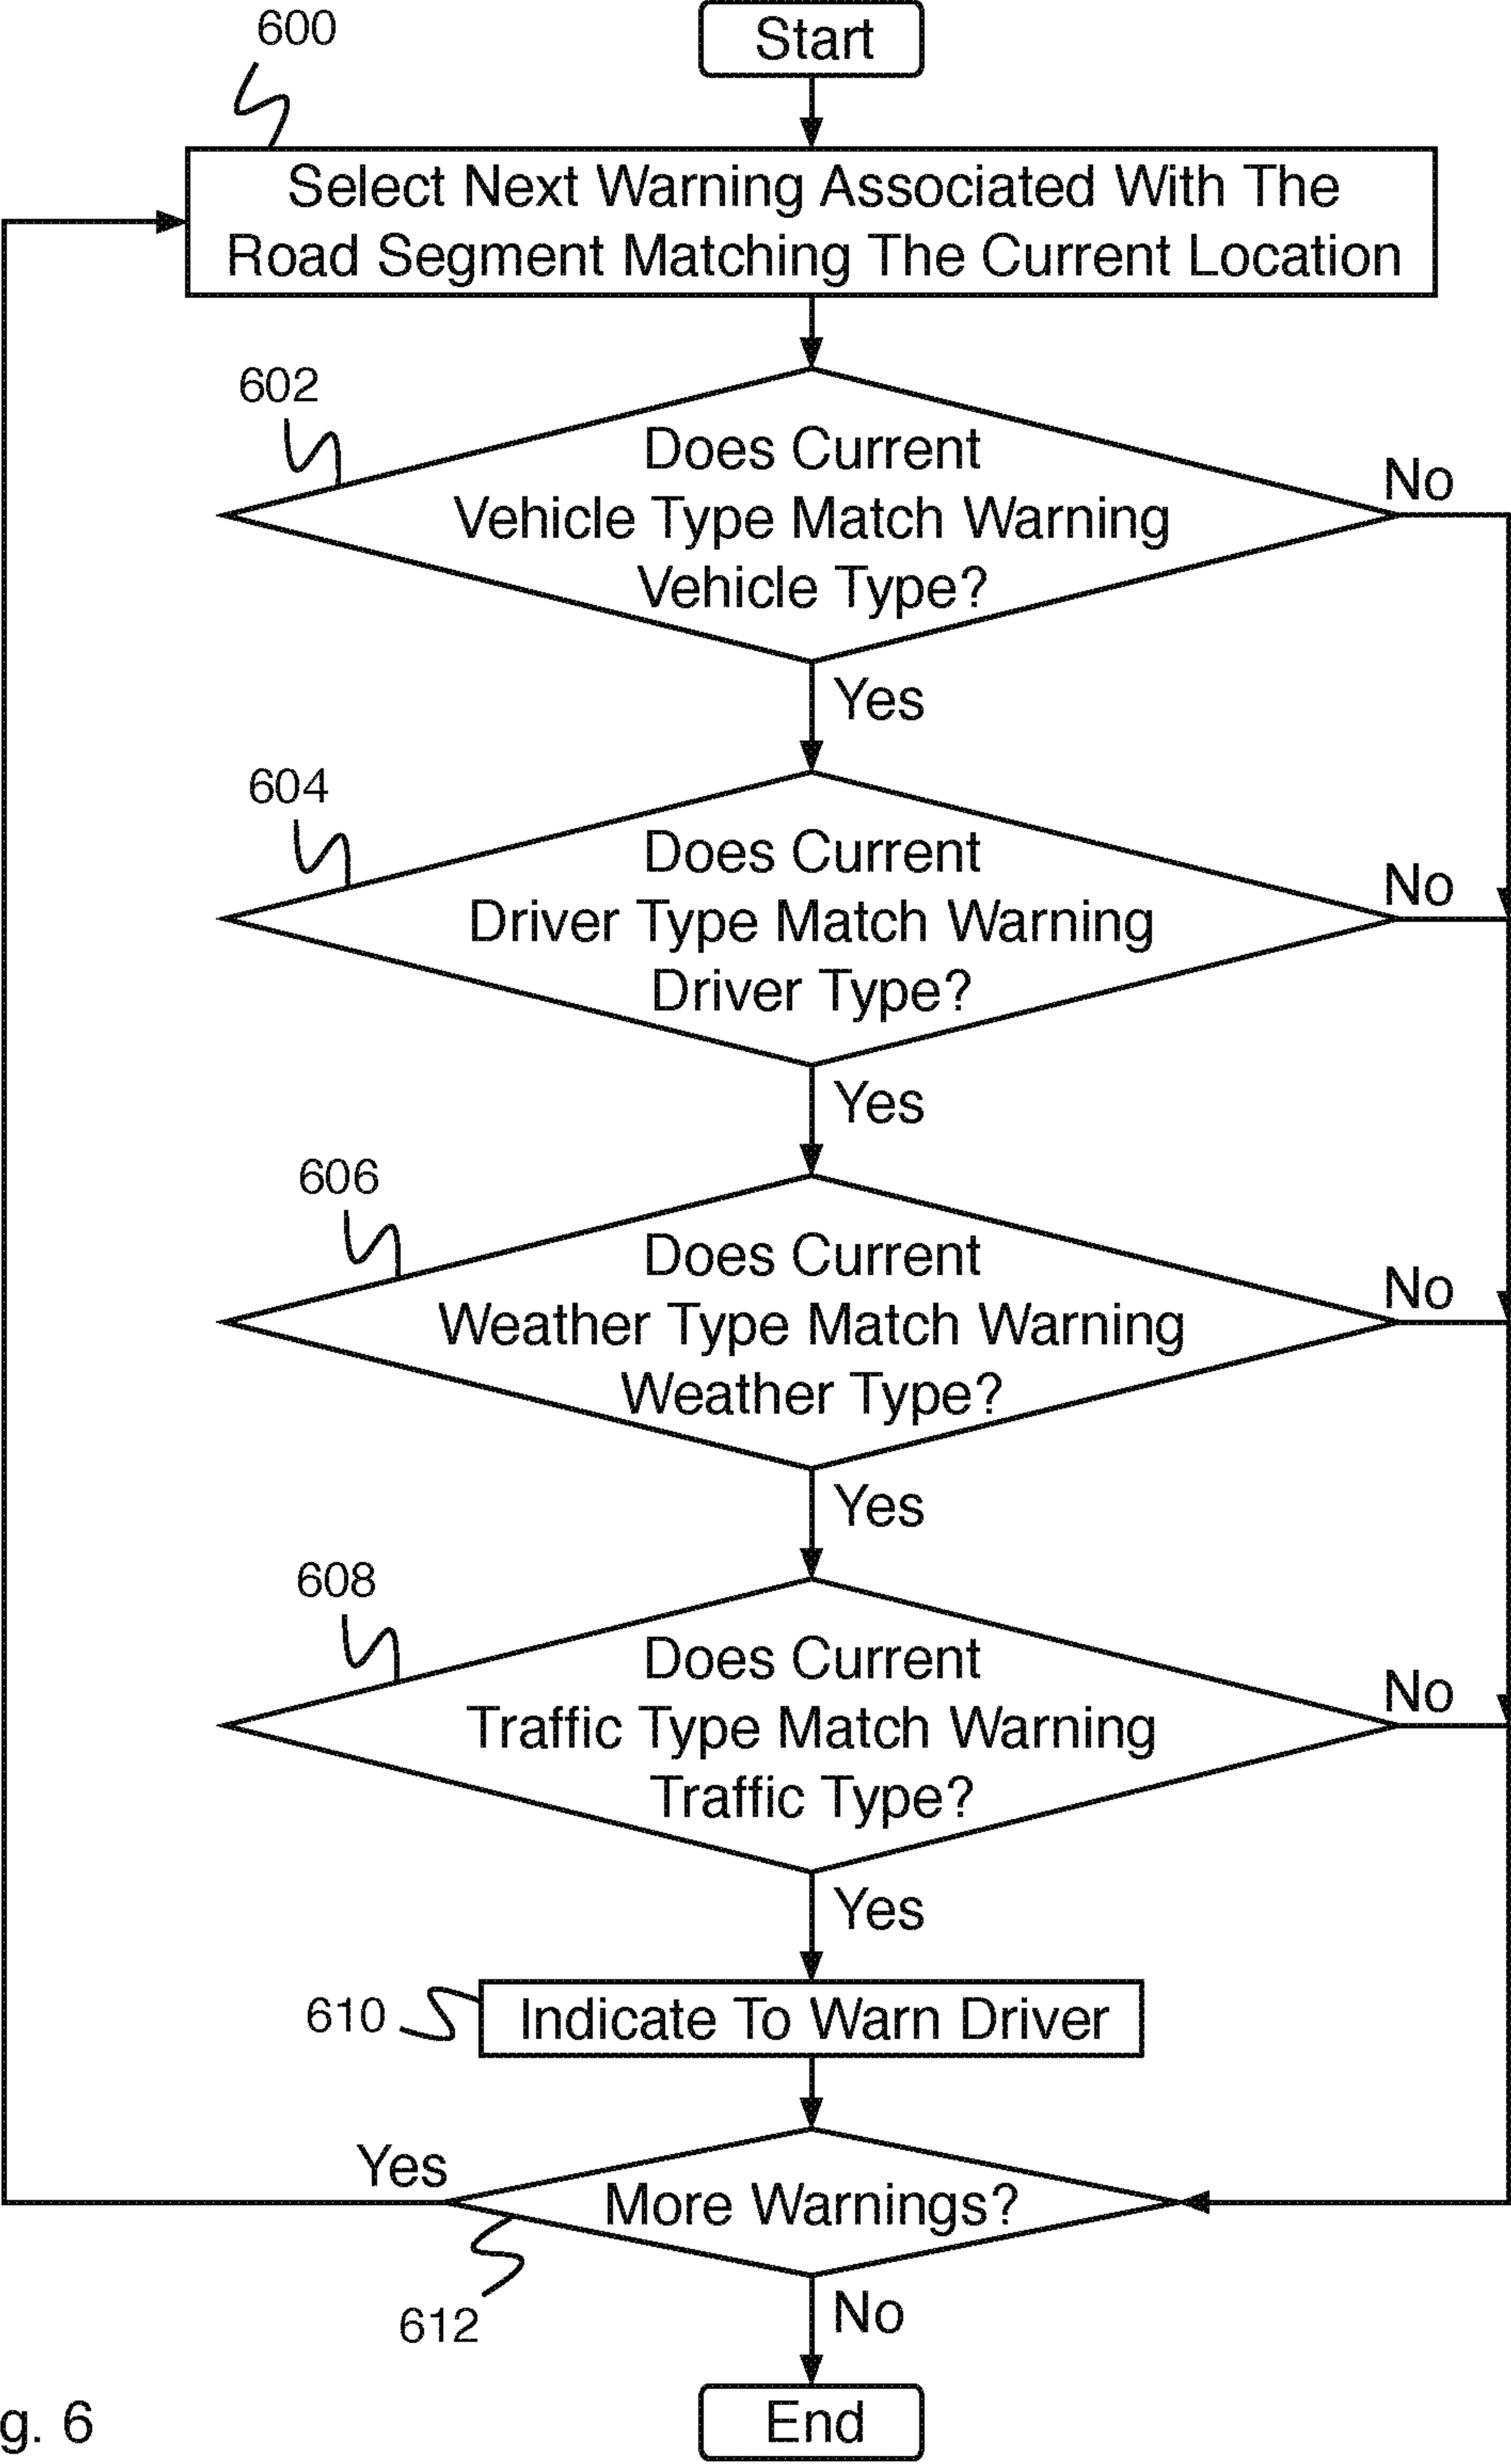 Start
600
Select Next Warning Associated With The
Road Segment Matching The Current Location
602
Does Current
Vehicle Type Match Warning
Vehicle Type?
No
Yes
604
Does Current
Driver Type Match Warning
Driver Type?
No
Yes
606
Does Current
Weather Type Match Warning
Weather Type?
No
Yes
608
Does Current
Traffic Type Match Warning
Traffic Type?
No
Yes
610
Indicate To Warn Driver
Yes
More Warnings?
612
No
End
g. 6